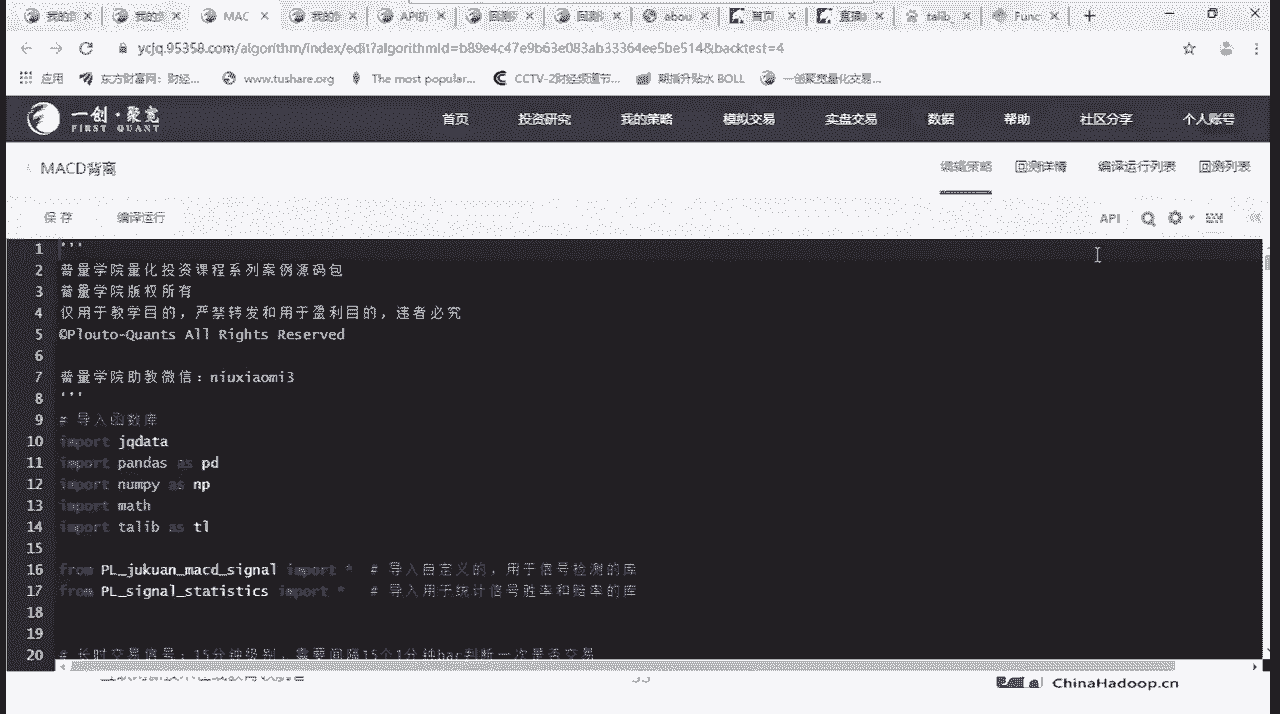 我的 我的 MAC 我的 API 回测 回测 abou 首页 直播 talib_ Func
ycjq.95358.com/algorithm/index/edit?algorithmId=b89e4c47e9b63e083ab33364ee5be514&backtest=4
应用 东方财富网：财经... www.tushare.org The most popular... CCTV-2财经频道节... 期指升贴水 BOLL 一创聚宽量化交易...
一创·聚宽
FIRST QUANT
首页 投资研究 我的策略 模拟交易 实盘交易 数据 帮助 社区分享 个人账号
MACD背离 编辑策略 回测详情 编译运行列表 回测列表
保存 编译运行 API
1 '''
2 普量学院量化投资课程系列案例源码包
3 普量学院版权所有
4 仅用于教学目的，严禁转发和用于盈利目的，违者必究
5 ©Plouto-Quants All Rights Reserved
6
7 普量学院助教微信：niuxiaomi3
8 '''
9 # 导入函数库
10 import jqdata
11 import pandas as pd
12 import numpy as np
13 import math
14 import talib as tl
15
16 from PL_jukuan_macd_signal import * # 导入自定义的，用于信号检测的库
17 from PL_signal_statistics import * # 导入用于统计信号胜率和赔率的库
18
19
20 # 长时交易信号：15分钟级别，需要间隔15个1分钟bar判断一次是否交易
ChinaHadoop.cn